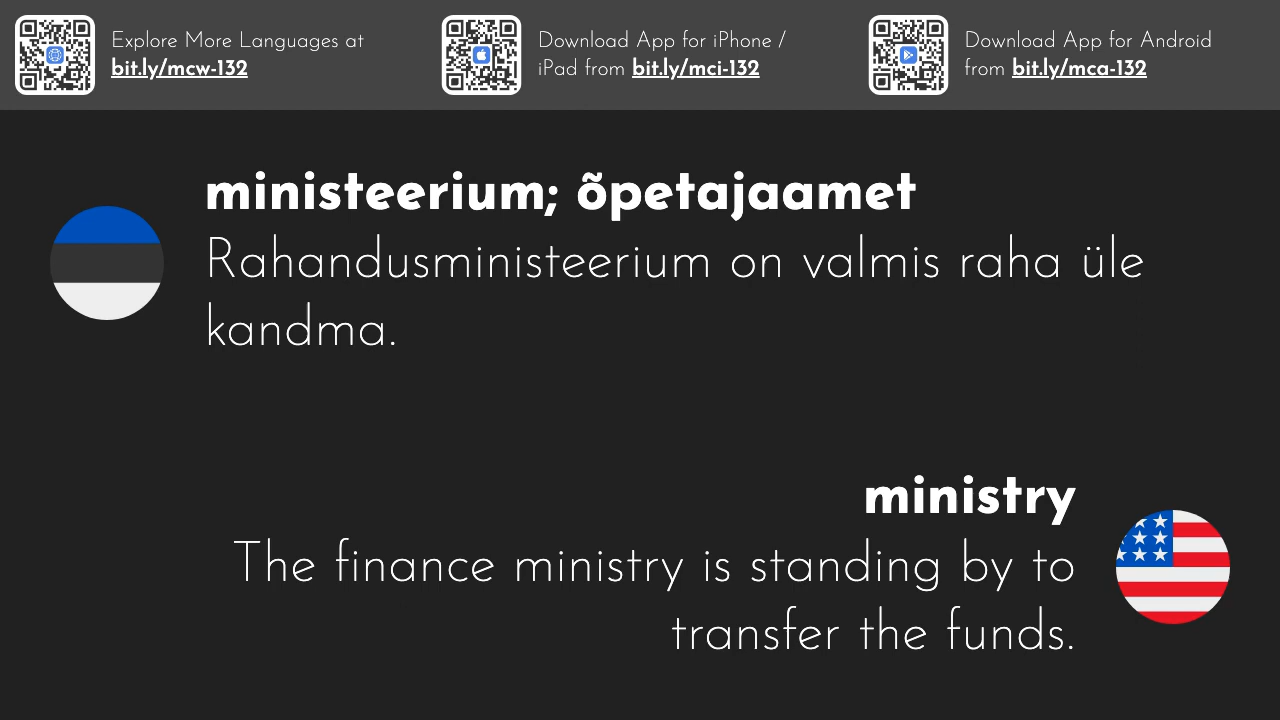 Explore More Languages at
bit.ly/mcw-132
Download App for iPhone /
iPad from bit.ly/mci-132
Download App for Android
from bit.ly/mca-132
ministeerium; õpetajaamet
Rahandusministeerium on valmis raha üle
kandma.
ministry
The finance ministry is standing by to
transfer the funds.